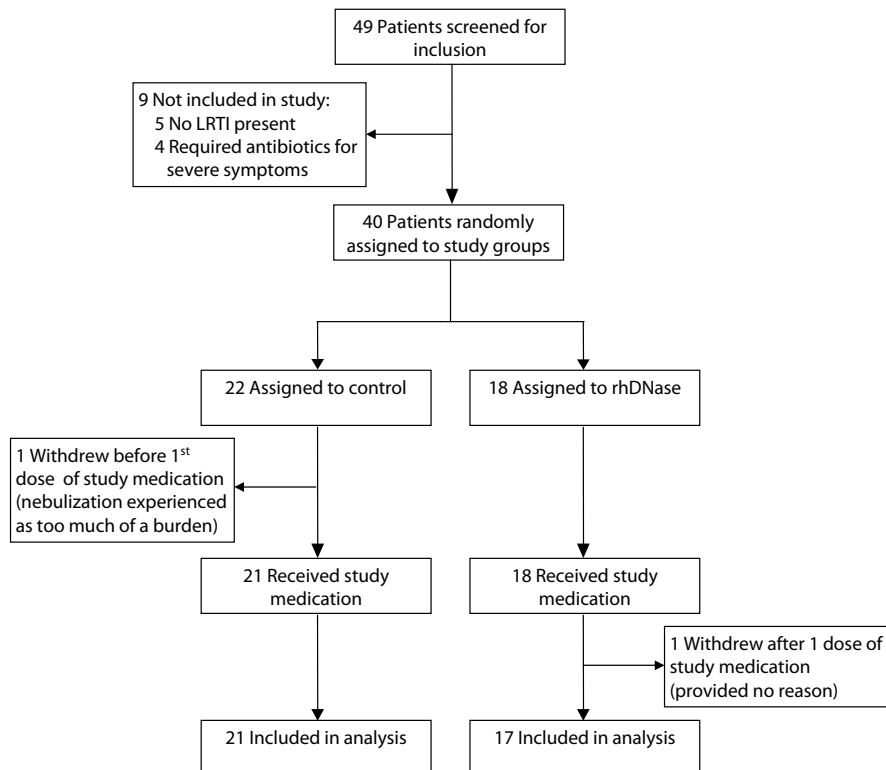 49 Patients screened for
inclusion
9 Not included in study:
5 No LRTI present
4 Required antibiotics for
severe symptoms
40 Patients randomly
assigned to study groups
22 Assigned to control
18 Assigned to rhDNase
1 Withdrew before 1st
dose of study medication
(nebulization experienced
as too much of a burden)
21 Received study
medication
18 Received study
medication
1 Withdrew after 1 dose of
study medication
(provided no reason)
21 Included in analysis
17 Included in analysis